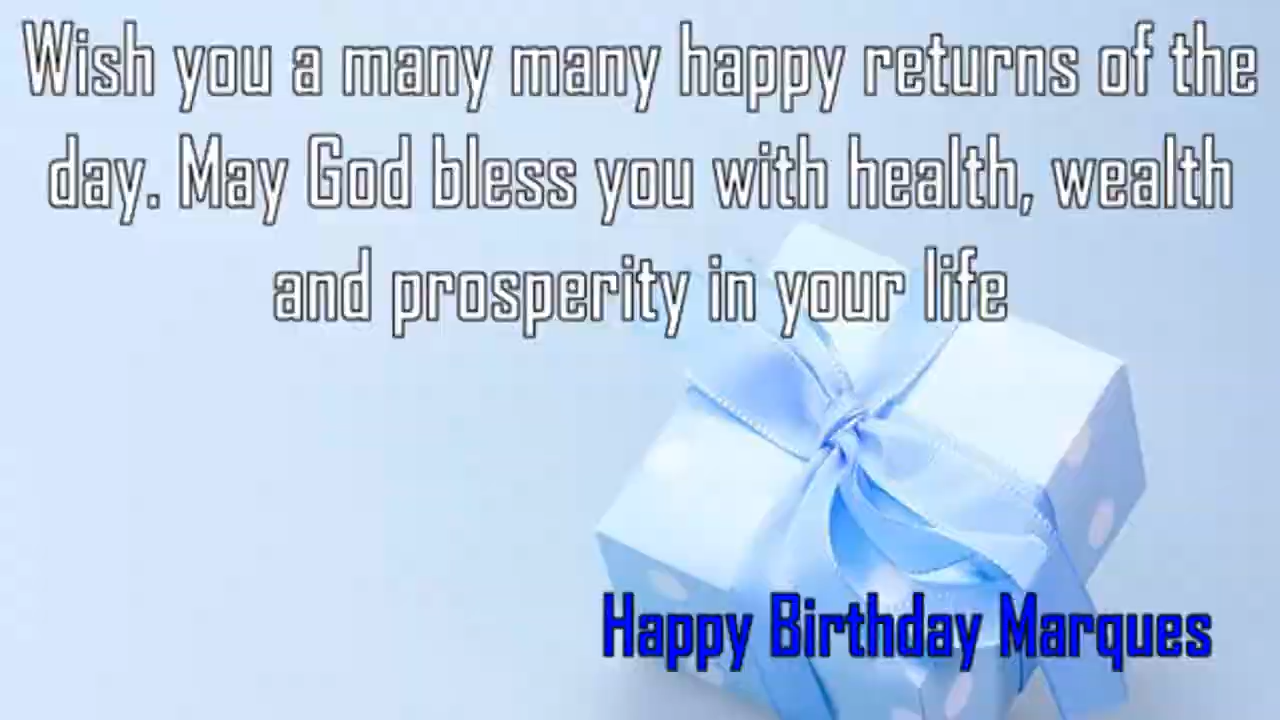 Wish you a many many happy returns of the
day. May God bless you with health, wealth
and prosperity in your life
Happy Birthday Marques